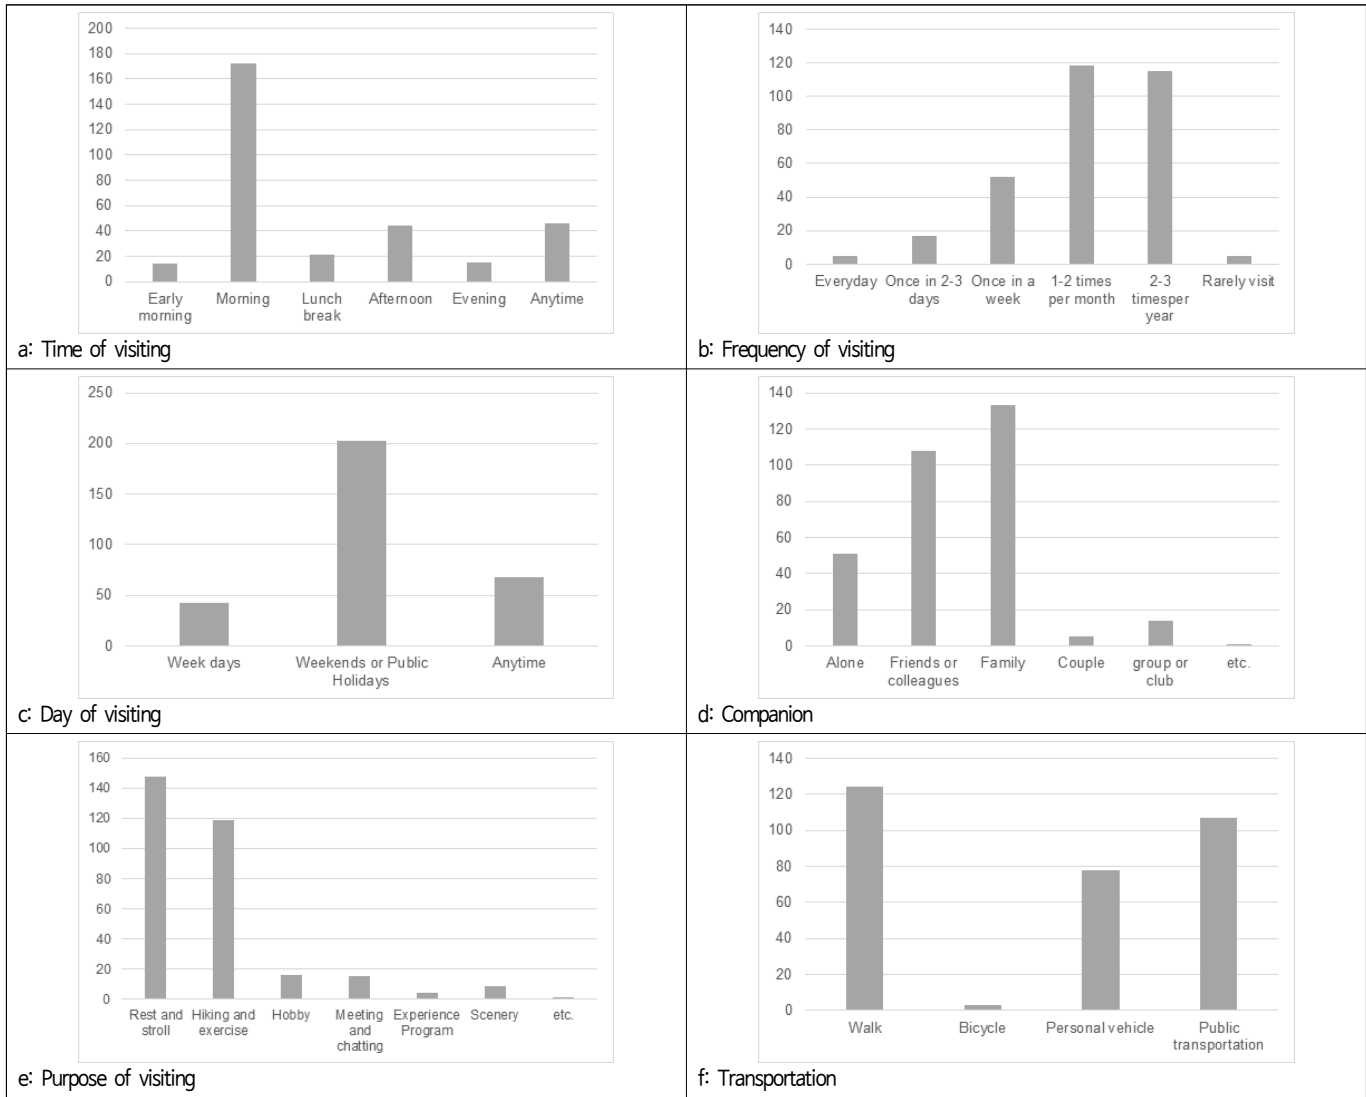 200
180
160
140
120
100
80
60
40
20
0
Early morning
Morning
Lunch break
Afternoon
Evening
Anytime
a: Time of visiting
140
120
100
80
60
40
20
0
Everyday
Once in 2-3 days
Once in a week
1-2 times per month
2-3 timesper year
Rarely visit
b: Frequency of visiting
250
200
150
100
50
0
Week days
Weekends or Public Holidays
Anytime
c: Day of visiting
140
120
100
80
60
40
20
0
Alone
Friends or colleagues
Family
Couple
group or club
etc.
d: Companion
160
140
120
100
80
60
40
20
0
Rest and stroll
Hiking and exercise
Hobby
Meeting and chatting
Experience Program
Scenery
etc.
e: Purpose of visiting
140
120
100
80
60
40
20
0
Walk
Bicycle
Personal vehicle
Public transportation
f: Transportation